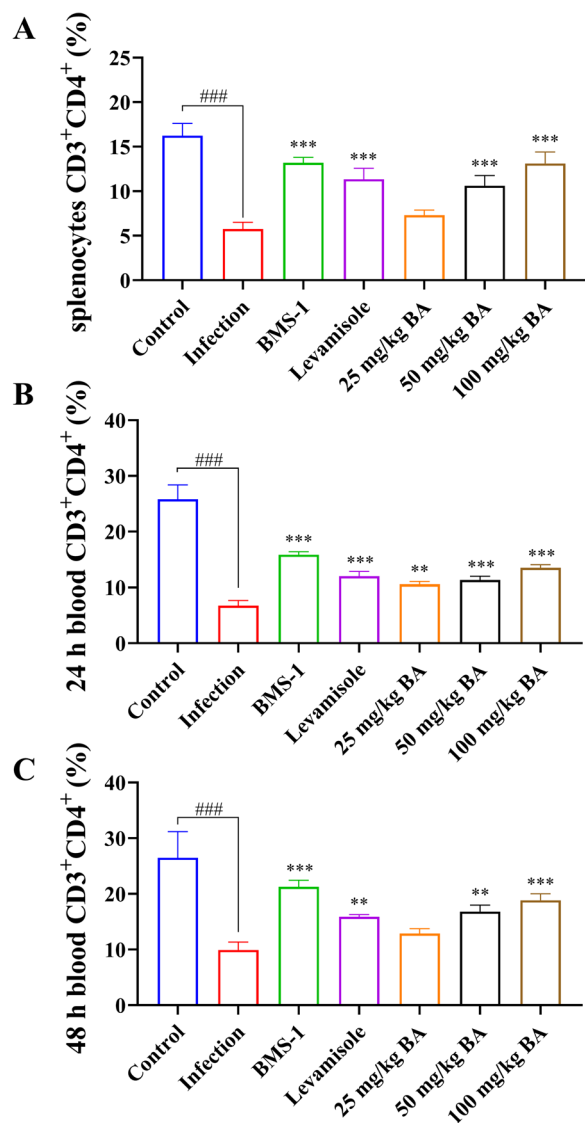 A
splenocytes CD3⁺CD4⁺ (%)
25
20
15
10
5
0
###
***
***
***
***
Control
Infection
BMS-1
Levamisole
25 mg/kg BA
50 mg/kg BA
100 mg/kg BA
B
24 h blood CD3⁺CD4⁺ (%)
40
30
20
10
0
###
***
***
**
***
***
Control
Infection
BMS-1
Levamisole
25 mg/kg BA
50 mg/kg BA
100 mg/kg BA
C
48 h blood CD3⁺CD4⁺ (%)
40
30
20
10
0
###
***
**
**
***
Control
Infection
BMS-1
Levamisole
25 mg/kg BA
50 mg/kg BA
100 mg/kg BA